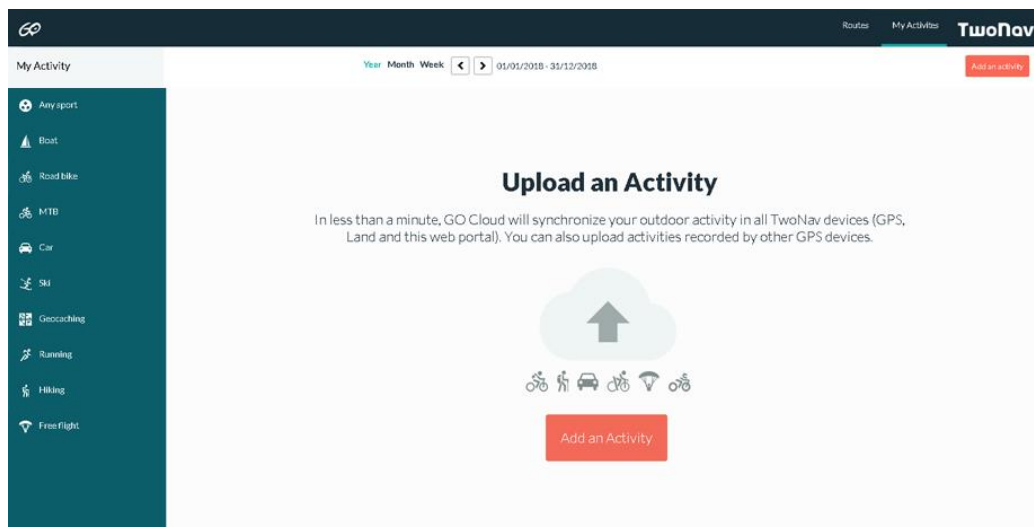 GO
Routes
My Activites
TwoNav
My Activity
Year Month Week
01/01/2018 - 31/12/2018
Add an activity
Any sport
Boat
Road bike
MTB
Car
Ski
Geocaching
Running
Hiking
Free flight
Upload an Activity
In less than a minute, GO Cloud will synchronize your outdoor activity in all TwoNav devices (GPS,
Land and this web portal). You can also upload activities recorded by other GPS devices.
Add an Activity